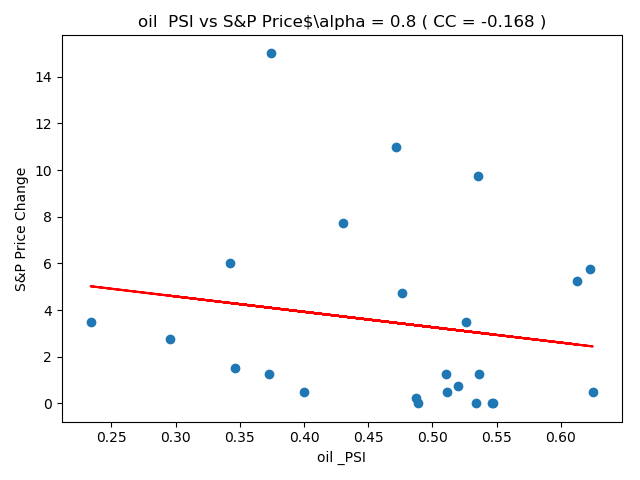 oil  PSI vs S&P Price$\alpha = 0.8 ( CC = -0.168 )
S&P Price Change
14
12
10
8
6
4
2
0
0.25 0.30 0.35 0.40 0.45 0.50 0.55 0.60
oil _PSI